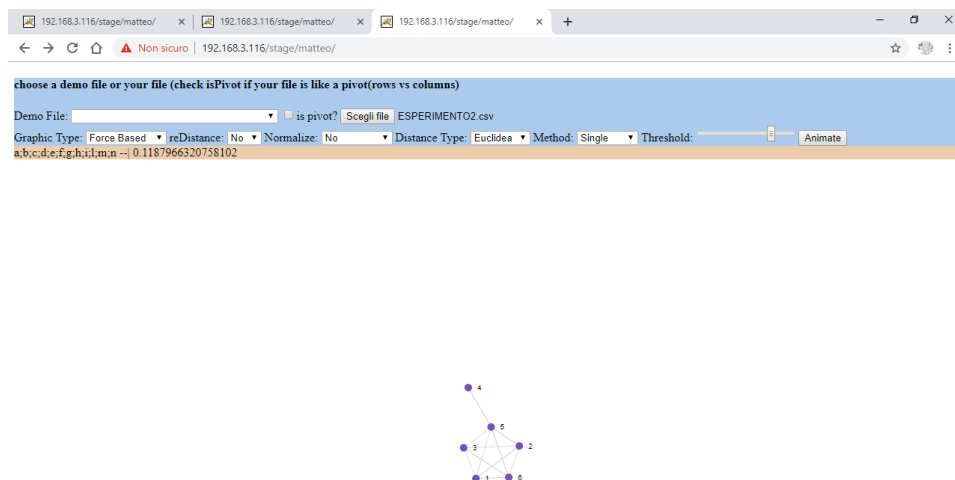 192.168.3.116/stage/matteo/ × 192.168.3.116/stage/matteo/ × 192.168.3.116/stage/matteo/ × +
Non sicuro | 192.168.3.116/stage/matteo/
choose a demo file or your file (check isPivot if your file is like a pivot(rows vs columns)
Demo File: is pivot? Scegli file ESPERIMENTO2.csv
Graphic Type: Force Based reDistance: No Normalize: No Distance Type: Euclidea Method: Single Threshold: Animate
a;b;c;d;e;f;g;h;i;l;m;n --| 0.1187966320758102
4
5
3 2
1 6